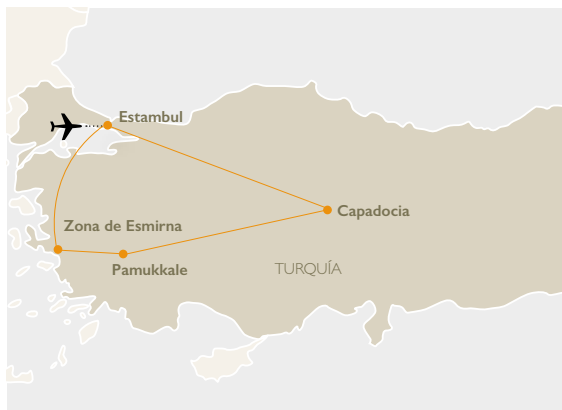 Estambul
Capadocia
Zona de Esmirna
Pamukkale
TURQUÍA